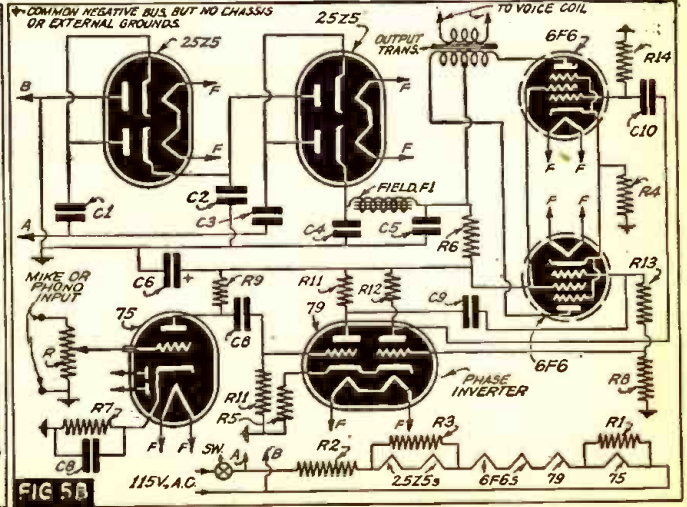 COMMON NEGATIVE BUS, BUT NO CHASSIS
OR EXTERNAL GROUNDS.
25Z5
25Z5
TO VOICE COIL
OUTPUT
TRANS.
6F6
R14
B
F
F
C10
F
F
C1
C2
C3
FIELD, F1
F
F
R4
A
C4
C5
R6
F
F
C6
+
R9
R11
R12
C9
R13
MIKE OR
PHONO
INPUT
75
C8
79
6F6
R
R11
R5
PHASE
INVERTER
R8
R7
C8
F
F
F
F
SW.
A
B
R2
R3
R1
115V., A.C.
25Z5s
6F6s
79
75
FIG 5B